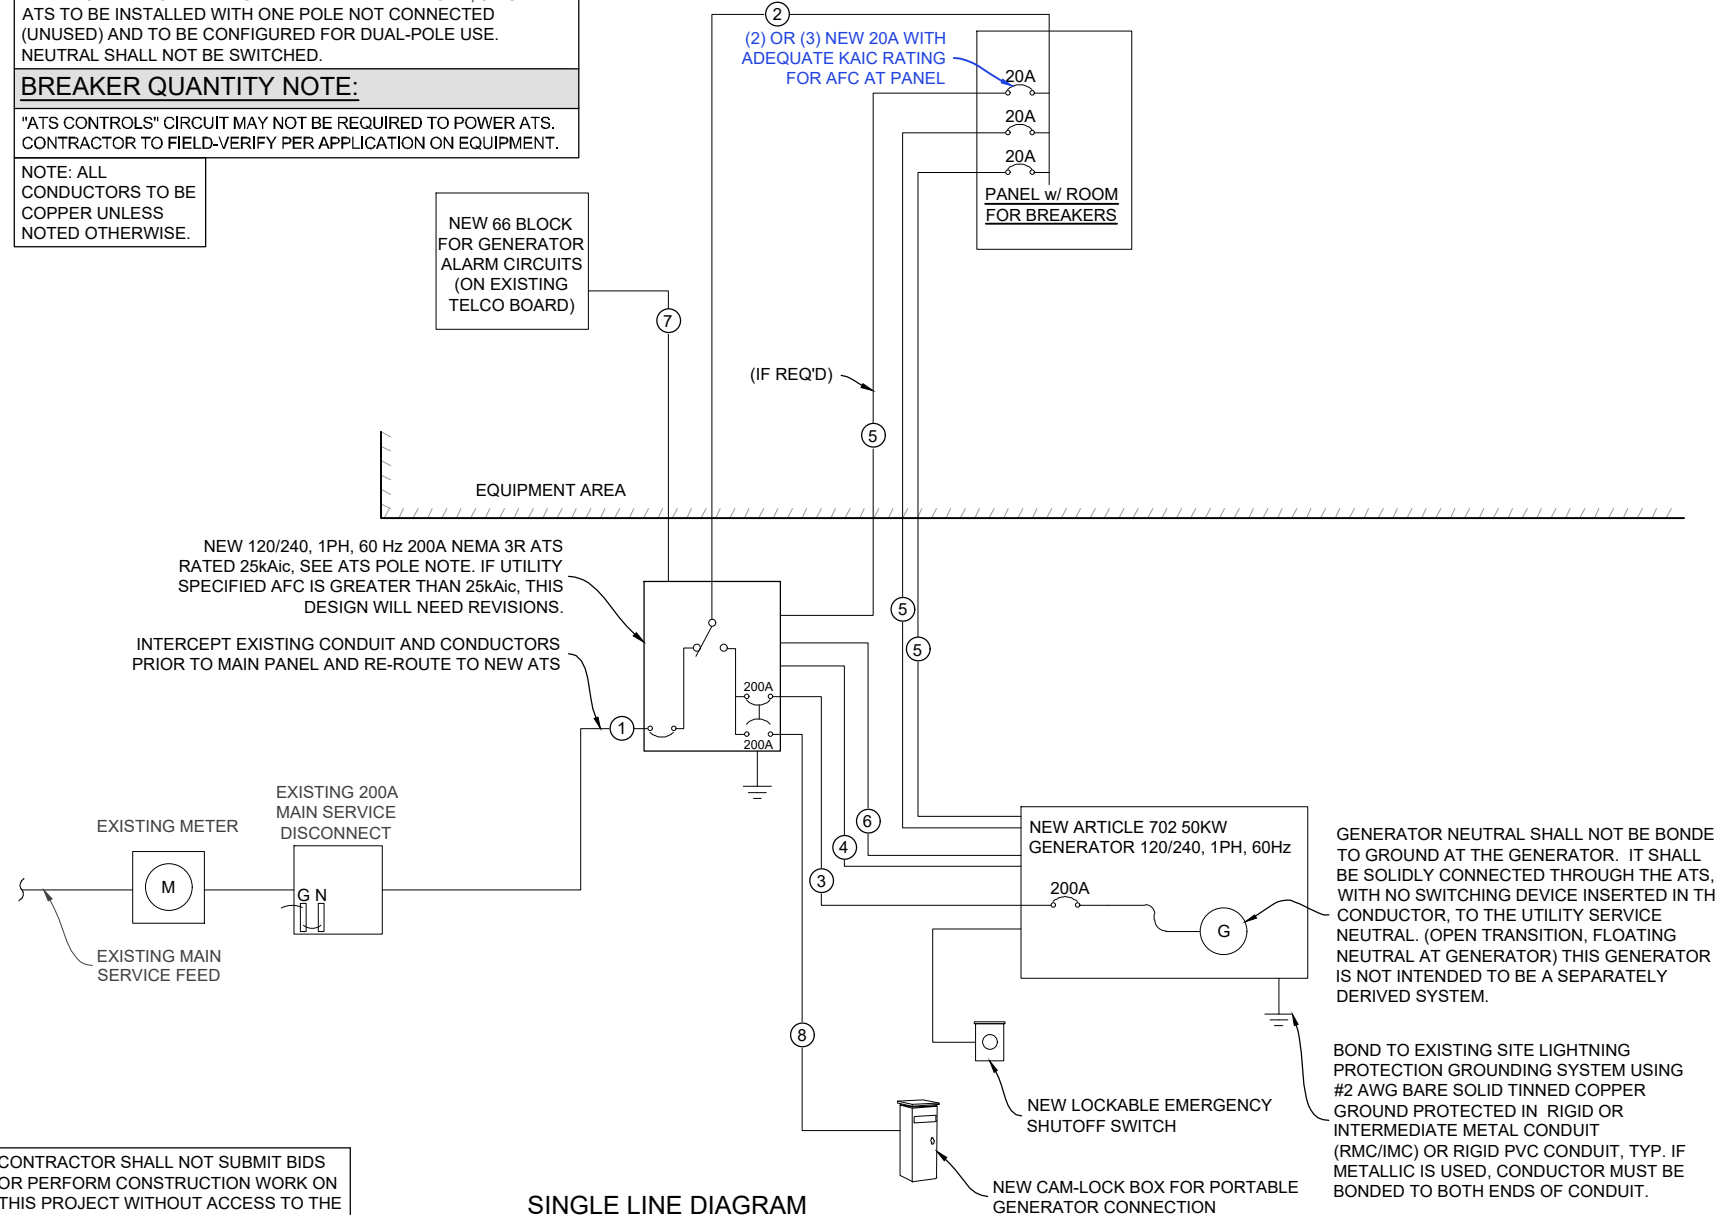 ATS TO BE INSTALLED WITH ONE POLE NOT CONNECTED
(UNUSED) AND TO BE CONFIGURED FOR DUAL-POLE USE.
NEUTRAL SHALL NOT BE SWITCHED.
BREAKER QUANTITY NOTE:
"ATS CONTROLS" CIRCUIT MAY NOT BE REQUIRED TO POWER ATS.
CONTRACTOR TO FIELD-VERIFY PER APPLICATION ON EQUIPMENT.
NOTE: ALL
CONDUCTORS TO BE
COPPER UNLESS
NOTED OTHERWISE.
2
(2) OR (3) NEW 20A WITH
ADEQUATE KAIC RATING
FOR AFC AT PANEL
20A
20A
20A
PANEL w/ ROOM
FOR BREAKERS
NEW 66 BLOCK
FOR GENERATOR
ALARM CIRCUITS
(ON EXISTING
TELCO BOARD)
7
(IF REQ'D)
5
EQUIPMENT AREA
NEW 120/240, 1PH, 60 Hz 200A NEMA 3R ATS
RATED 25kAic, SEE ATS POLE NOTE. IF UTILITY
SPECIFIED AFC IS GREATER THAN 25kAic, THIS
DESIGN WILL NEED REVISIONS.
INTERCEPT EXISTING CONDUIT AND CONDUCTORS
PRIOR TO MAIN PANEL AND RE-ROUTE TO NEW ATS
5
5
200A
200A
1
EXISTING 200A
MAIN SERVICE
DISCONNECT
EXISTING METER
M
G N
EXISTING MAIN
SERVICE FEED
6
4
3
8
NEW ARTICLE 702 50KW
GENERATOR 120/240, 1PH, 60Hz
200A
G
GENERATOR NEUTRAL SHALL NOT BE BONDE
TO GROUND AT THE GENERATOR. IT SHALL
BE SOLIDLY CONNECTED THROUGH THE ATS,
WITH NO SWITCHING DEVICE INSERTED IN TH
CONDUCTOR, TO THE UTILITY SERVICE
NEUTRAL. (OPEN TRANSITION, FLOATING
NEUTRAL AT GENERATOR) THIS GENERATOR
IS NOT INTENDED TO BE A SEPARATELY
DERIVED SYSTEM.
BOND TO EXISTING SITE LIGHTNING
PROTECTION GROUNDING SYSTEM USING
#2 AWG BARE SOLID TINNED COPPER
GROUND PROTECTED IN RIGID OR
INTERMEDIATE METAL CONDUIT
(RMC/IMC) OR RIGID PVC CONDUIT, TYP. IF
METALLIC IS USED, CONDUCTOR MUST BE
BONDED TO BOTH ENDS OF CONDUIT.
NEW LOCKABLE EMERGENCY
SHUTOFF SWITCH
NEW CAM-LOCK BOX FOR PORTABLE
GENERATOR CONNECTION
CONTRACTOR SHALL NOT SUBMIT BIDS
OR PERFORM CONSTRUCTION WORK ON
THIS PROJECT WITHOUT ACCESS TO THE
SINGLE LINE DIAGRAM